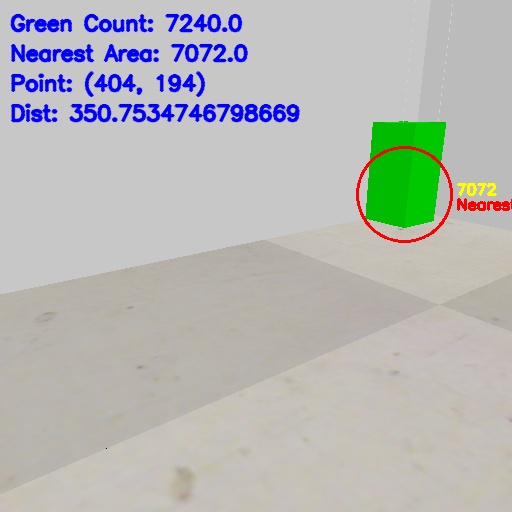 Green Count: 7240.0
Nearest Area: 7072.0
Point: (404, 194)
Dist: 350.7534746798669
7072
Nearest